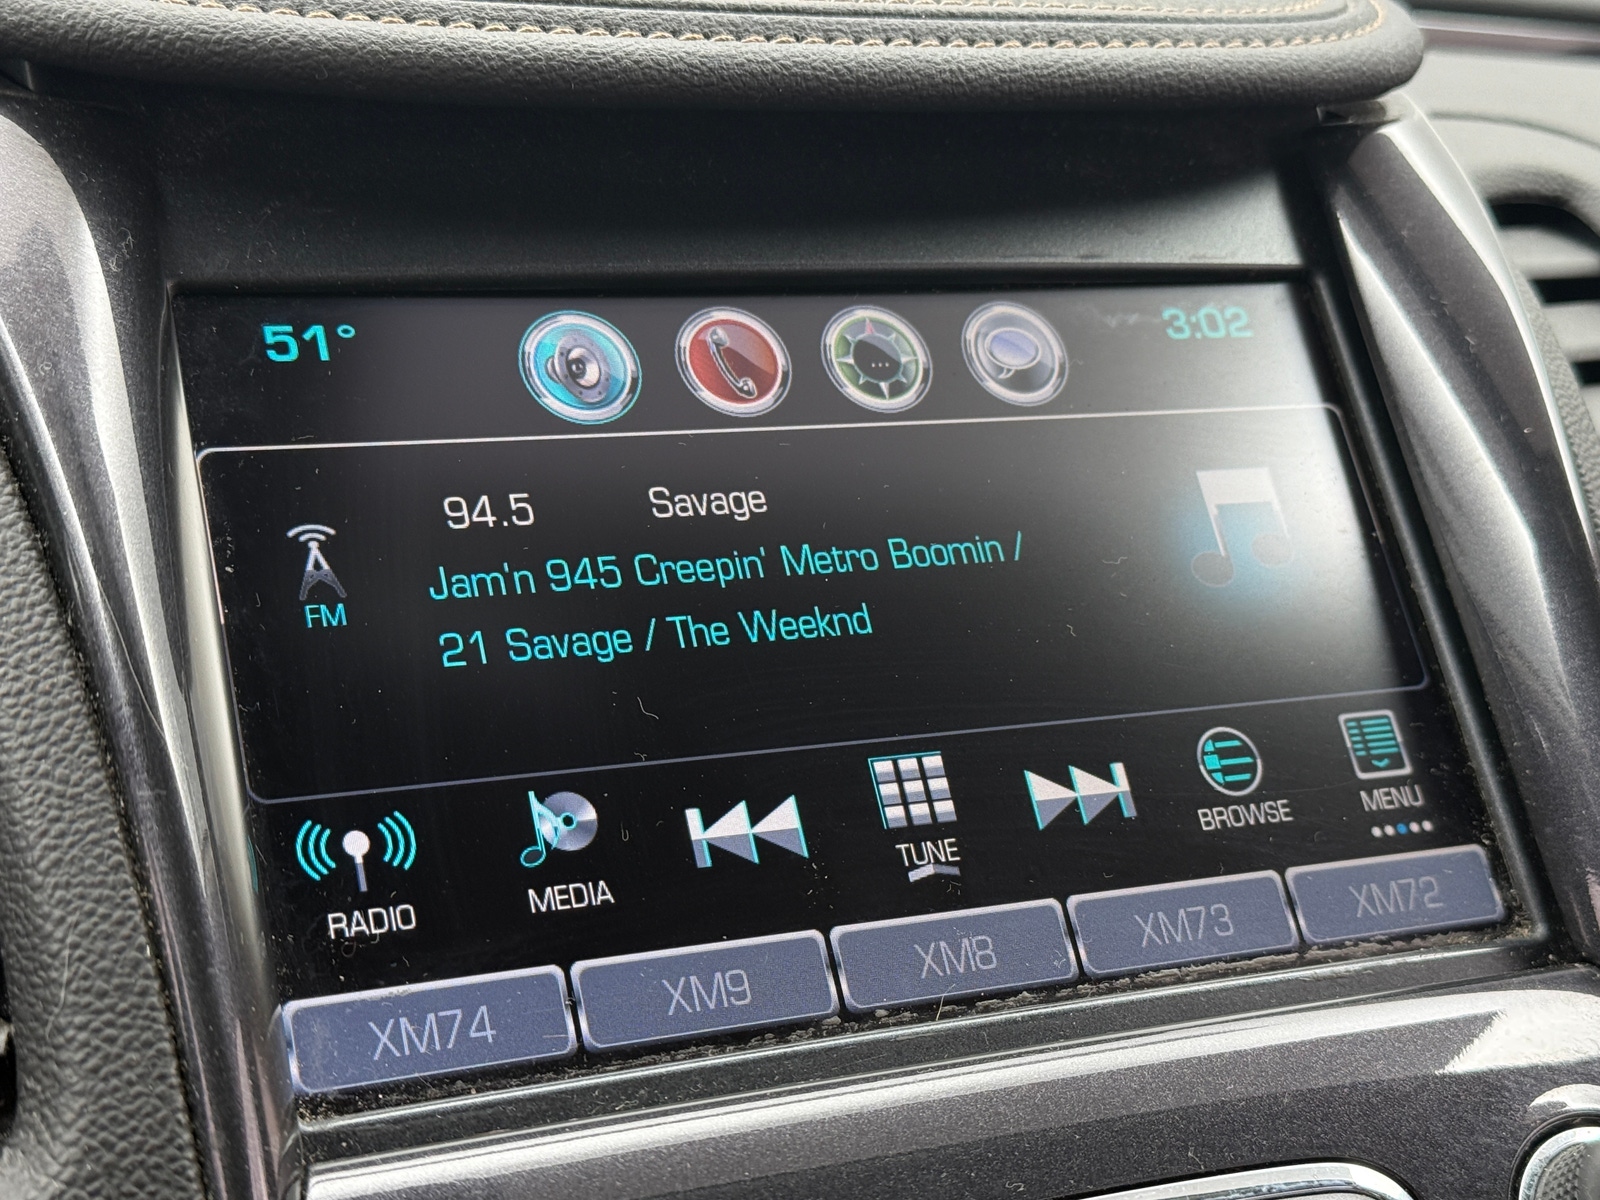 51° 3:02
94.5 Savage
Jam'n 945 Creepin' Metro Boomin /
21 Savage / The Weeknd
FM
RADIO MEDIA TUNE BROWSE MENU
XM74 XM9 XM8 XM73 XM72